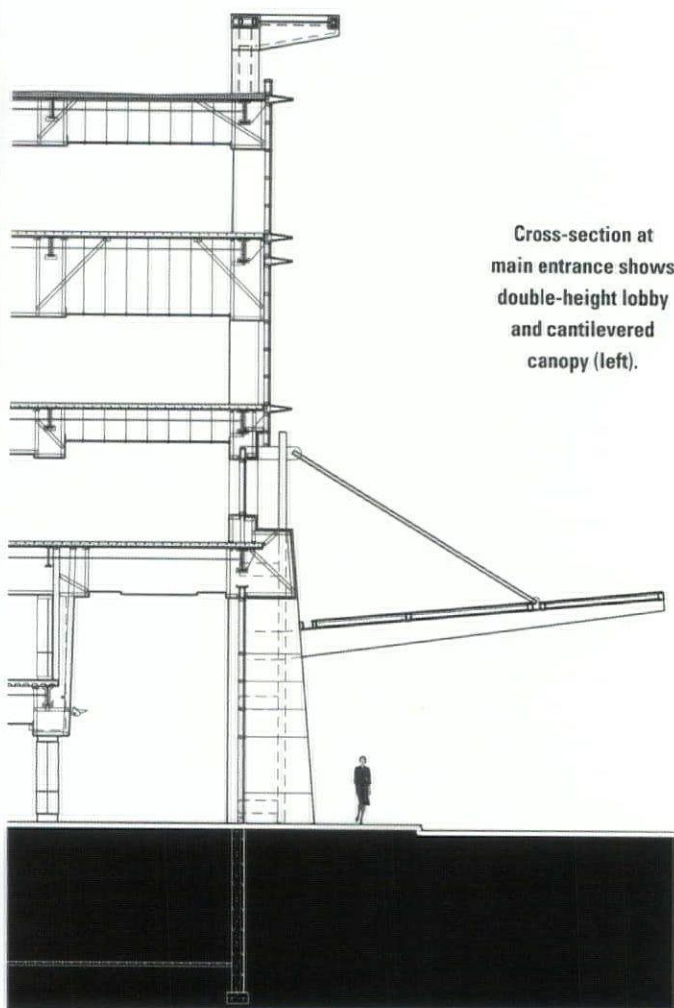 Cross-section at
main entrance shows
double-height lobby
and cantilevered
canopy (left).